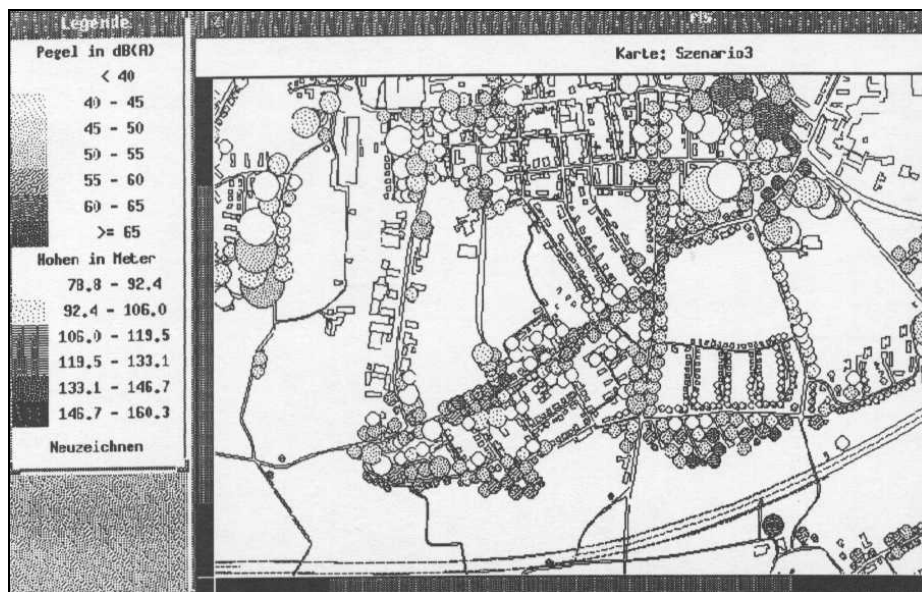 Legende
Pegel in dB(A)
< 40
40 - 45
45 - 50
50 - 55
55 - 60
60 - 65
>= 65
Hohen in Meter
78.8 - 92.4
92.4 - 106.0
106.0 - 119.5
119.5 - 133.1
133.1 - 146.7
146.7 - 160.3
Neuzeichnen
Karte: Szenario3